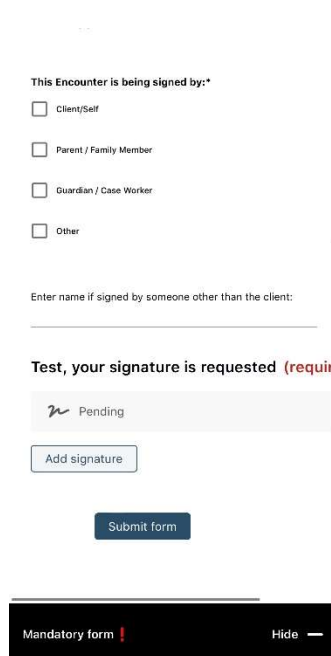 This Encounter is being signed by:*
Client/Self
Parent / Family Member
Guardian / Case Worker
Other
Enter name if signed by someone other than the client:
Test, your signature is requested (requir
Pending
Add signature
Submit form
Mandatory form❗
Hide —